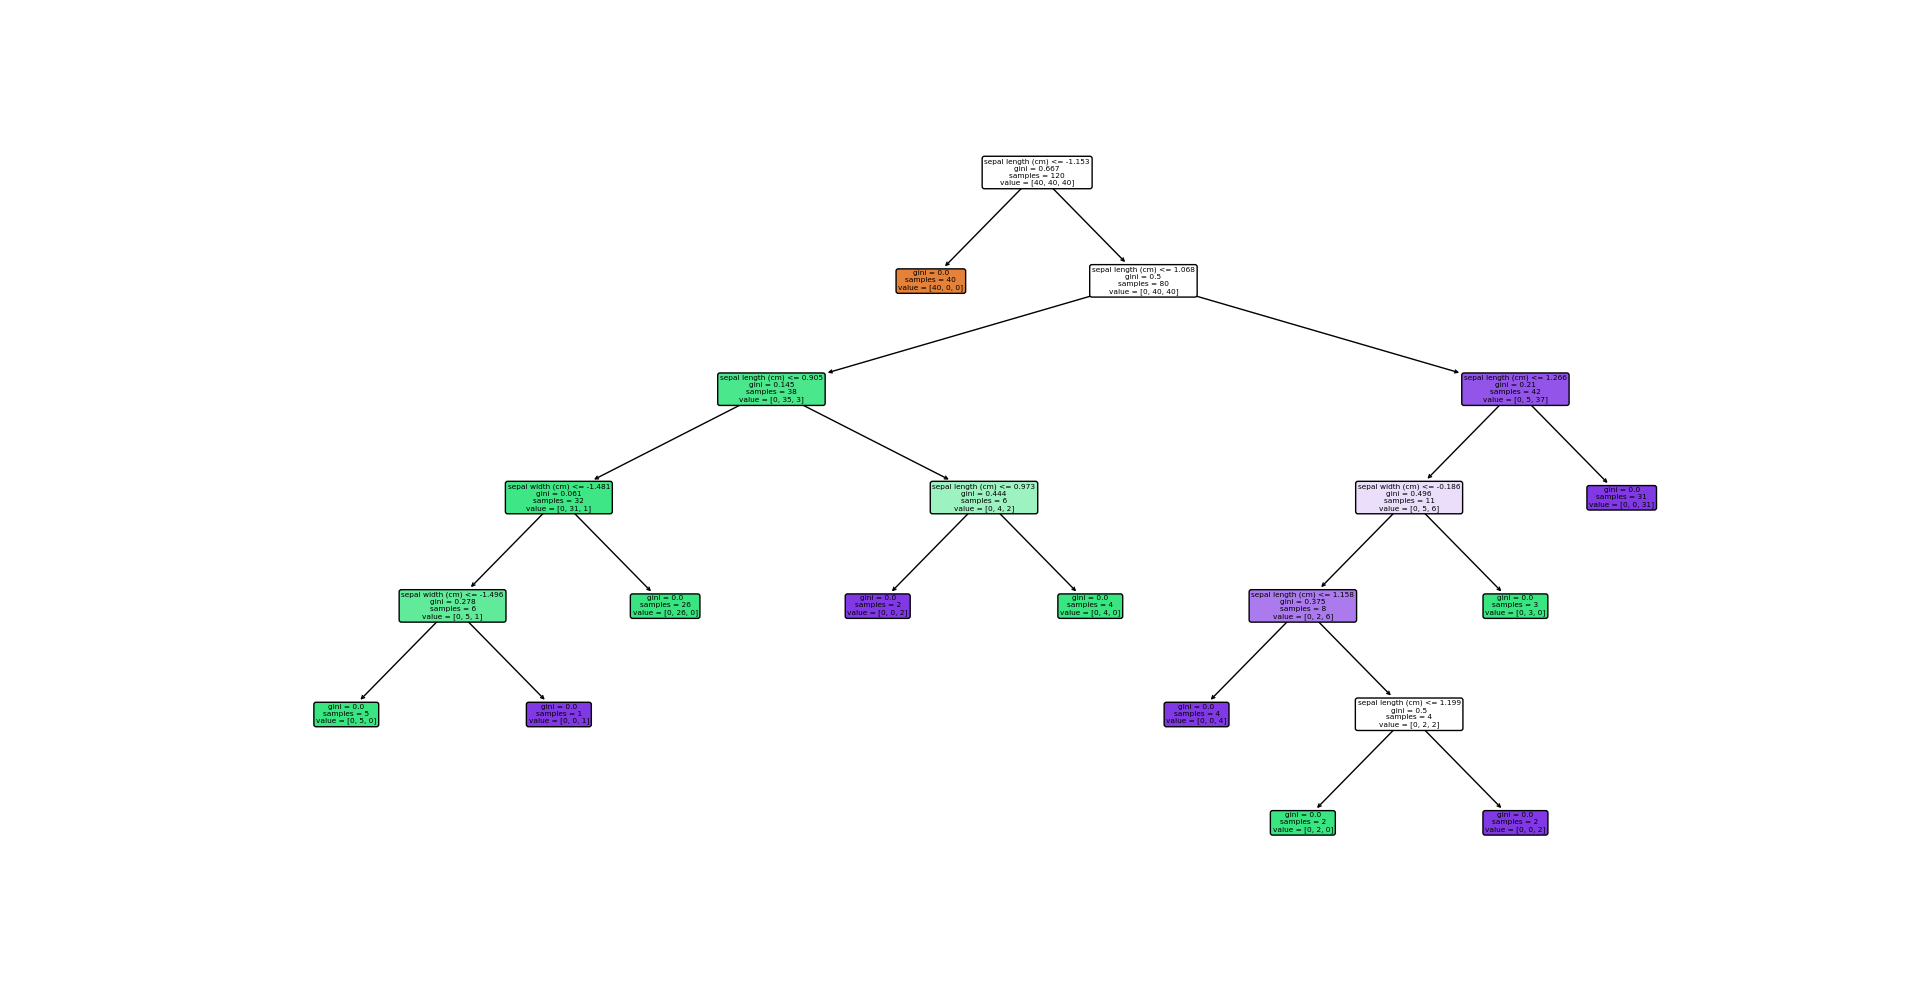 sepal length (cm) <= -1.153
gini = 0.667
samples = 120
value = [40, 40, 40]
gini = 0.0
samples = 40
value = [40, 0, 0]
sepal length (cm) <= 1.068
gini = 0.5
samples = 80
value = [0, 40, 40]
sepal length (cm) <= 0.905
gini = 0.145
samples = 38
value = [0, 35, 3]
sepal length (cm) <= 1.266
gini = 0.21
samples = 42
value = [0, 5, 37]
sepal width (cm) <= -1.481
gini = 0.061
samples = 32
value = [0, 31, 1]
sepal length (cm) <= 0.973
gini = 0.444
samples = 6
value = [0, 4, 2]
sepal width (cm) <= -0.186
gini = 0.496
samples = 11
value = [0, 5, 6]
gini = 0.0
samples = 31
value = [0, 0, 31]
sepal width (cm) <= -1.496
gini = 0.278
samples = 6
value = [0, 5, 1]
gini = 0.0
samples = 26
value = [0, 26, 0]
gini = 0.0
samples = 2
value = [0, 0, 2]
gini = 0.0
samples = 4
value = [0, 4, 0]
sepal length (cm) <= 1.158
gini = 0.375
samples = 8
value = [0, 2, 6]
gini = 0.0
samples = 3
value = [0, 3, 0]
gini = 0.0
samples = 5
value = [0, 5, 0]
gini = 0.0
samples = 1
value = [0, 0, 1]
gini = 0.0
samples = 4
value = [0, 0, 4]
sepal length (cm) <= 1.199
gini = 0.5
samples = 4
value = [0, 2, 2]
gini = 0.0
samples = 2
value = [0, 2, 0]
gini = 0.0
samples = 2
value = [0, 0, 2]